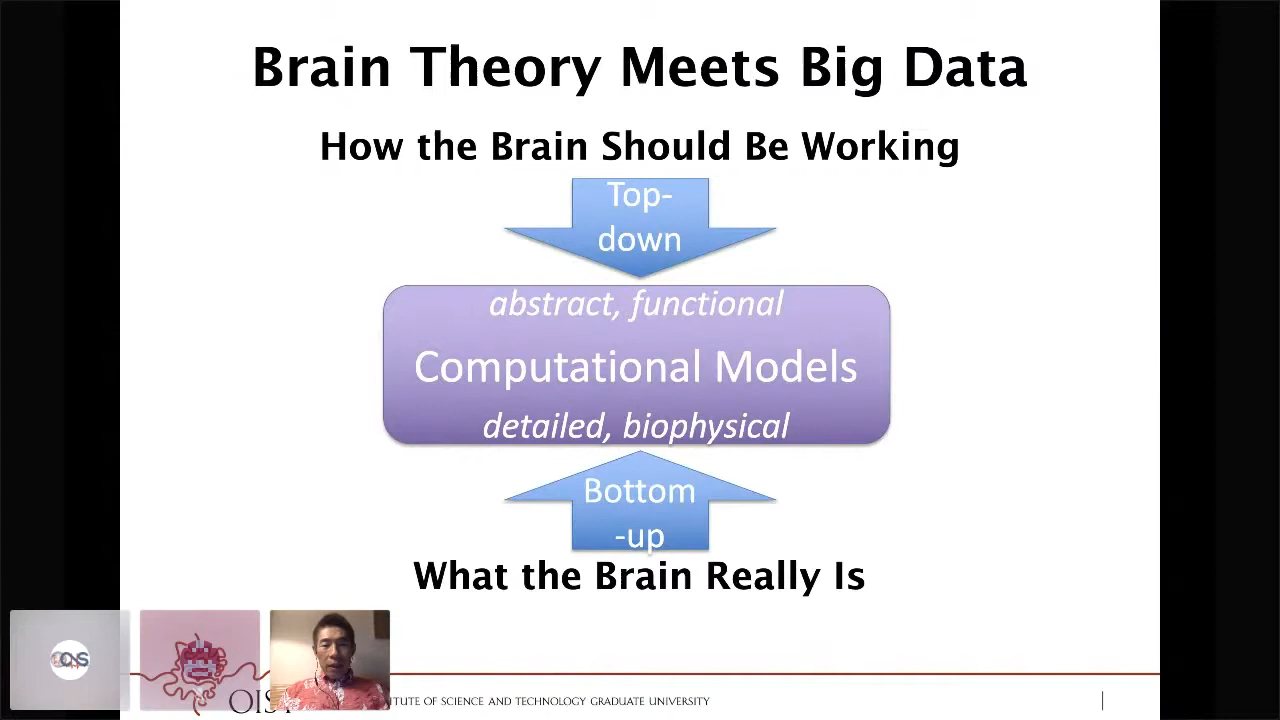 Brain Theory Meets Big Data
How the Brain Should Be Working
Top-
down
abstract, functional
Computational Models
detailed, biophysical
Bottom
-up
What the Brain Really Is
TUTE OF SCIENCE AND TECHNOLOGY GRADUATE UNIVERSITY